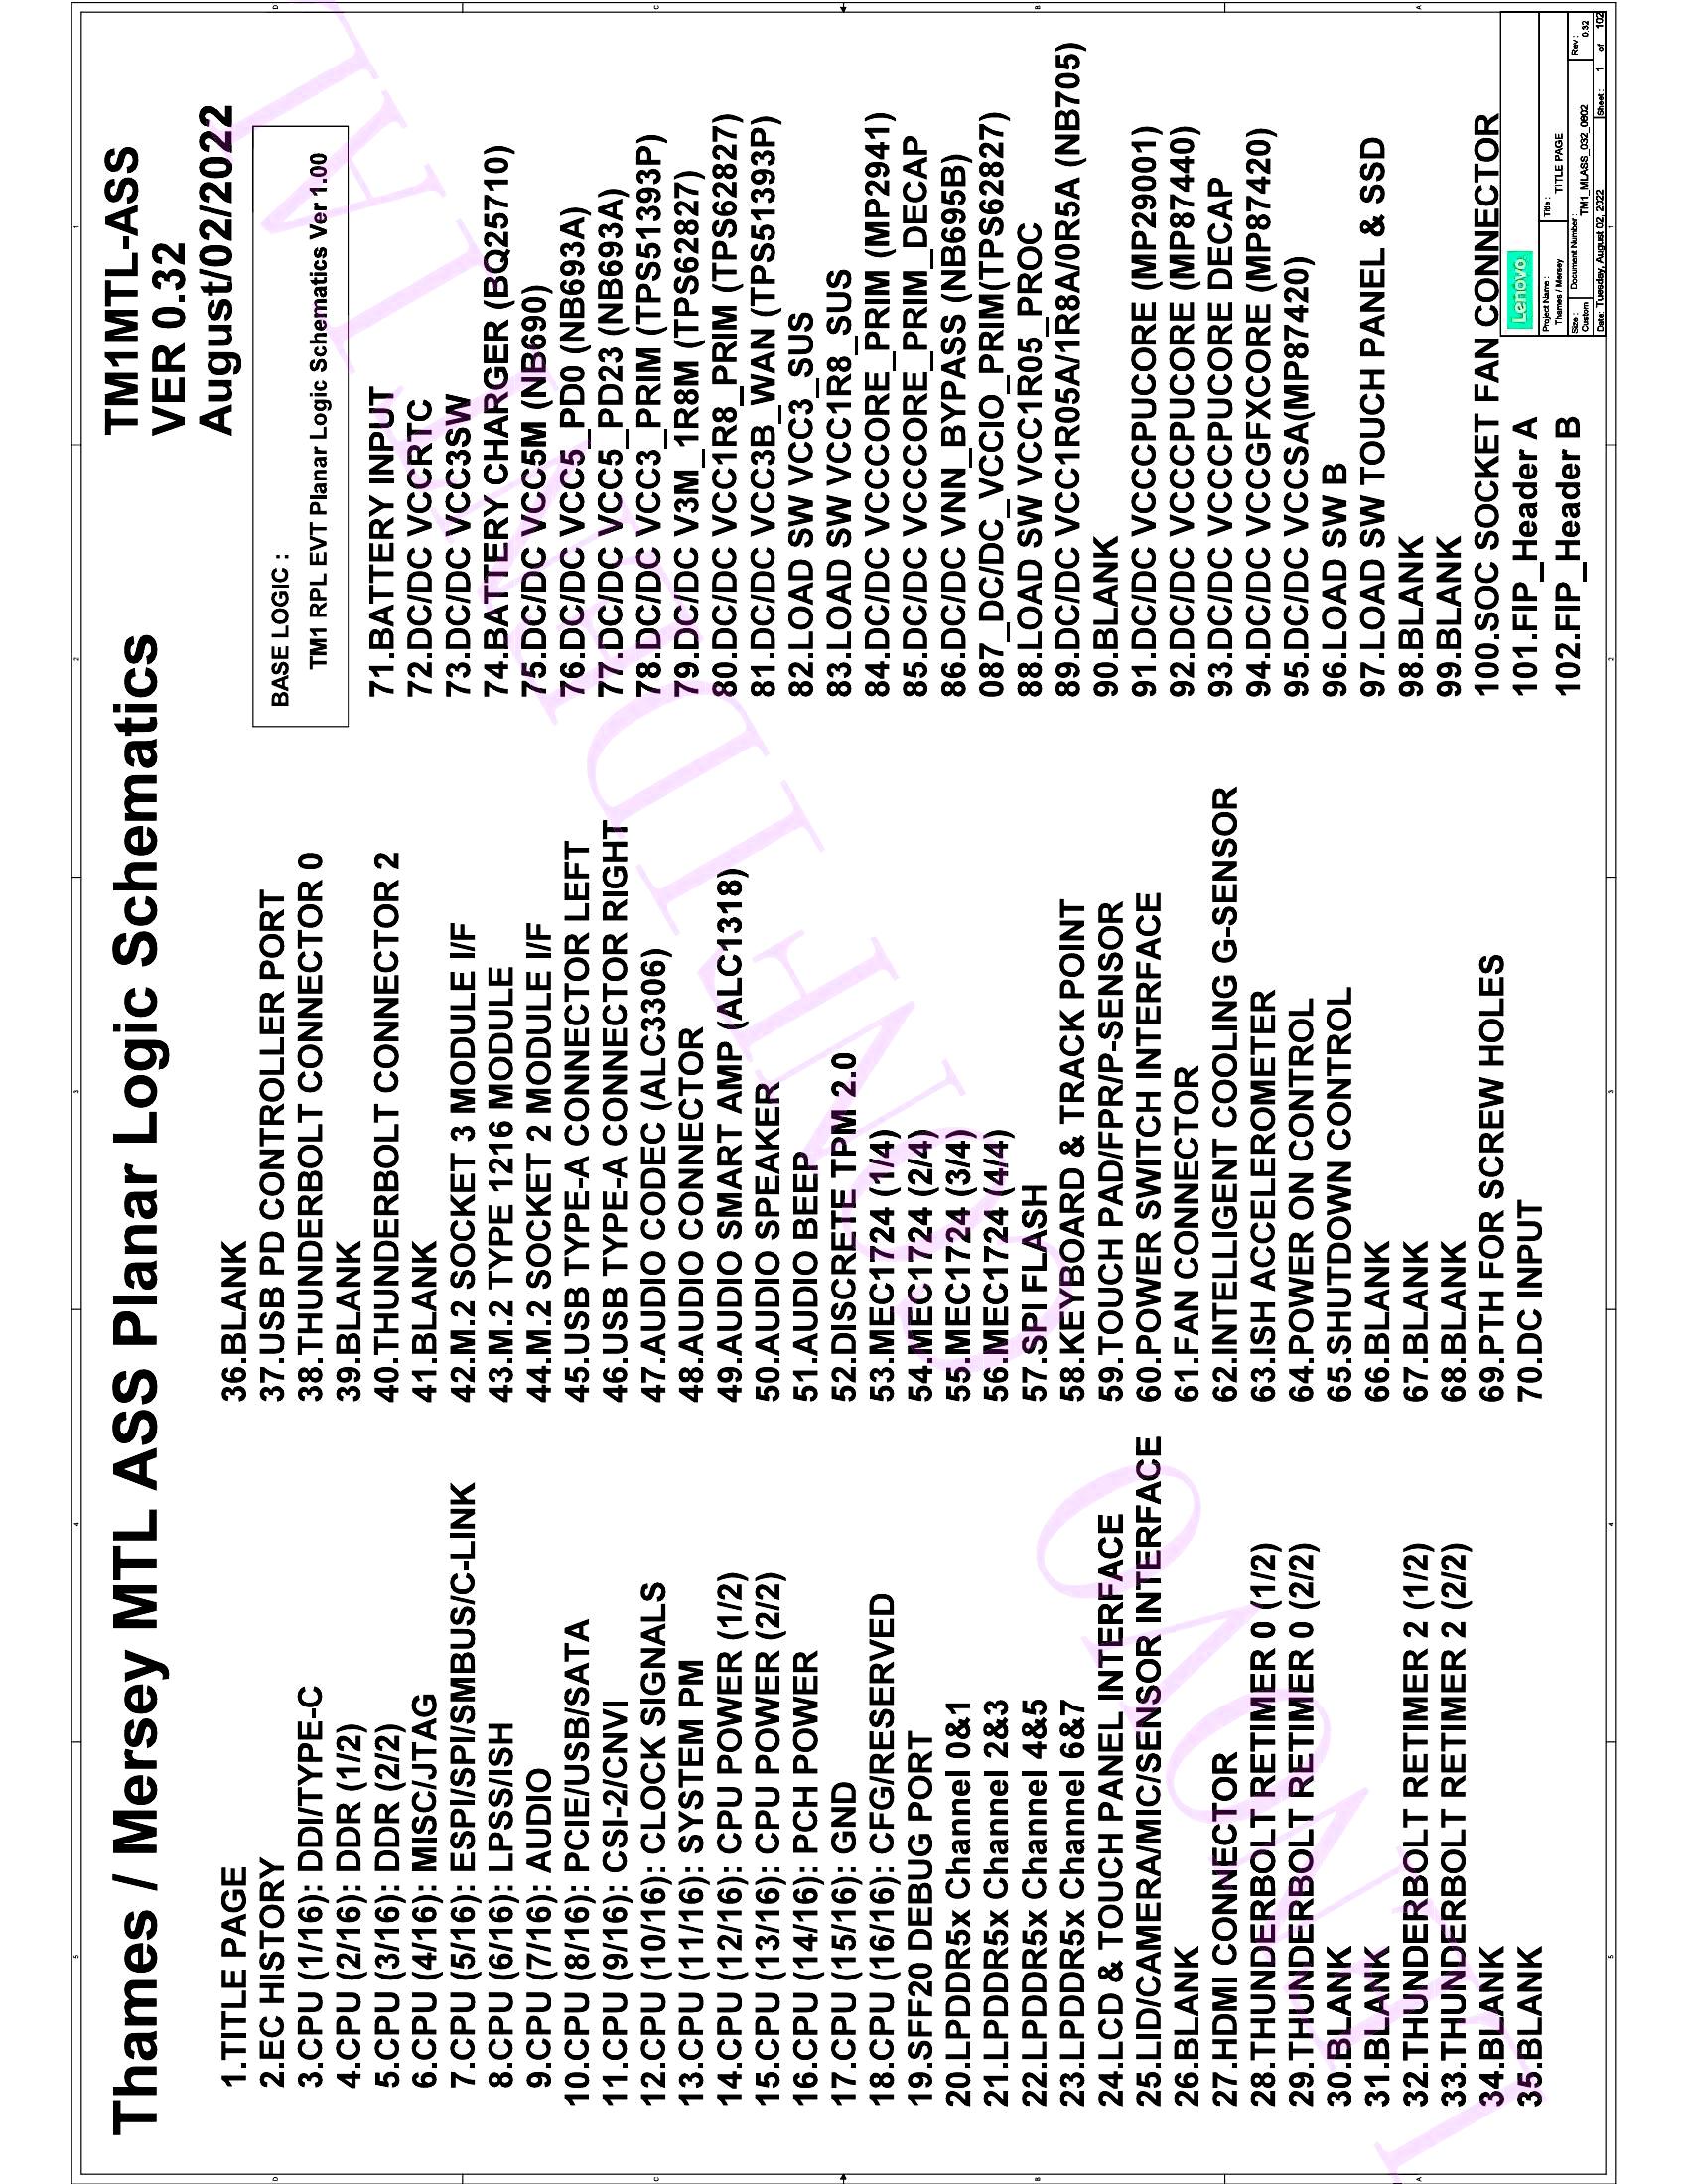 Thames / Mersey MTL ASS Planar Logic Schematics
TM1MTL-ASS
VER 0.32
August/02/2022
BASE LOGIC :
TM1 RPL EVT Planar Logic Schematics Ver 1.00
1.TITLE PAGE
2.EC HISTORY
3.CPU (1/16): DDI/TYPE-C
4.CPU (2/16): DDR (1/2)
5.CPU (3/16): DDR (2/2)
6.CPU (4/16): MISC/JTAG
7.CPU (5/16): ESPI/SPI/SMBUS/C-LINK
8.CPU (6/16): LPSS/ISH
9.CPU (7/16): AUDIO
10.CPU (8/16): PCIE/USB/SATA
11.CPU (9/16): CSI-2/CNVI
12.CPU (10/16): CLOCK SIGNALS
13.CPU (11/16): SYSTEM PM
14.CPU (12/16): CPU POWER (1/2)
15.CPU (13/16): CPU POWER (2/2)
16.CPU (14/16): PCH POWER
17.CPU (15/16): GND
18.CPU (16/16): CFG/RESERVED
19.SFF20 DEBUG PORT
20.LPDDR5x Channel 0&1
21.LPDDR5x Channel 2&3
22.LPDDR5x Channel 4&5
23.LPDDR5x Channel 6&7
24.LCD & TOUCH PANEL INTERFACE
25.LID/CAMERA/MIC/SENSOR INTERFACE
26.BLANK
27.HDMI CONNECTOR
28.THUNDERBOLT RETIMER 0 (1/2)
29.THUNDERBOLT RETIMER 0 (2/2)
30.BLANK
31.BLANK
32.THUNDERBOLT RETIMER 2 (1/2)
33.THUNDERBOLT RETIMER 2 (2/2)
34.BLANK
35.BLANK
36.BLANK
37.USB PD CONTROLLER PORT
38.THUNDERBOLT CONNECTOR 0
39.BLANK
40.THUNDERBOLT CONNECTOR 2
41.BLANK
42.M.2 SOCKET 3 MODULE I/F
43.M.2 TYPE 1216 MODULE
44.M.2 SOCKET 2 MODULE I/F
45.USB TYPE-A CONNECTOR LEFT
46.USB TYPE-A CONNECTOR RIGHT
47.AUDIO CODEC (ALC3306)
48.AUDIO CONNECTOR
49.AUDIO SMART AMP (ALC1318)
50.AUDIO SPEAKER
51.AUDIO BEEP
52.DISCRETE TPM 2.0
53.MEC1724 (1/4)
54.MEC1724 (2/4)
55.MEC1724 (3/4)
56.MEC1724 (4/4)
57.SPI FLASH
58.KEYBOARD & TRACK POINT
59.TOUCH PAD/FPR/P-SENSOR
60.POWER SWITCH INTERFACE
61.FAN CONNECTOR
62.INTELLIGENT COOLING G-SENSOR
63.ISH ACCELEROMETER
64.POWER ON CONTROL
65.SHUTDOWN CONTROL
66.BLANK
67.BLANK
68.BLANK
69.PTH FOR SCREW HOLES
70.DC INPUT
71.BATTERY INPUT
72.DC/DC VCCRTC
73.DC/DC VCC3SW
74.BATTERY CHARGER (BQ25710)
75.DC/DC VCC5M (NB690)
76.DC/DC VCC5_PD0 (NB693A)
77.DC/DC VCC5_PD23 (NB693A)
78.DC/DC VCC3_PRIM (TPS51393P)
79.DC/DC V3M_1R8M (TPS62827)
80.DC/DC VCC1R8_PRIM (TPS62827)
81.DC/DC VCC3B_WAN (TPS51393P)
82.LOAD SW VCC3_SUS
83.LOAD SW VCC1R8_SUS
84.DC/DC VCCCORE_PRIM (MP2941)
85.DC/DC VCCCORE_PRIM_DECAP
86.DC/DC VNN_BYPASS (NB695B)
087_DC/DC_VCCIO_PRIM(TPS62827)
88.LOAD SW VCC1R05_PROC
89.DC/DC VCC1R05A/1R8A/0R5A (NB705)
90.BLANK
91.DC/DC VCCCPUCORE (MP29001)
92.DC/DC VCCCPUCORE (MP87440)
93.DC/DC VCCCPUCORE DECAP
94.DC/DC VCCGFXCORE (MP87420)
95.DC/DC VCCSA(MP87420)
96.LOAD SW B
97.LOAD SW TOUCH PANEL & SSD
98.BLANK
99.BLANK
100.SOC SOCKET FAN CONNECTOR
101.FIP_Header A
102.FIP_Header B
Lenovo
Project Name :
Thames / Mersey
Title :
TITLE PAGE
Size :
Custom
Document Number :
TM1_MLASS_032_0802
Rev :
0.32
Date: Tuesday, August 02, 2022
Sheet : 1 of 102
LENOVO CONFIDENTIAL